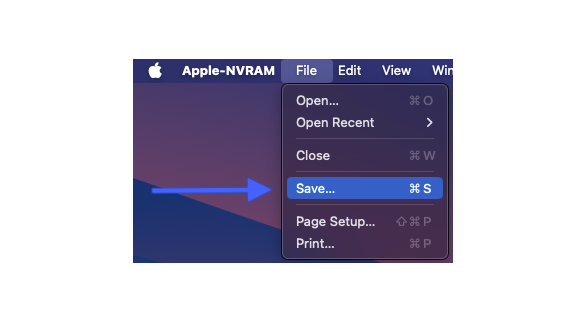 Apple-NVRAM File Edit View Win
Open... ⌘ O
Open Recent
Close ⌘ W
Save... ⌘ S
Page Setup... ⇧ ⌘ P
Print... ⌘ P